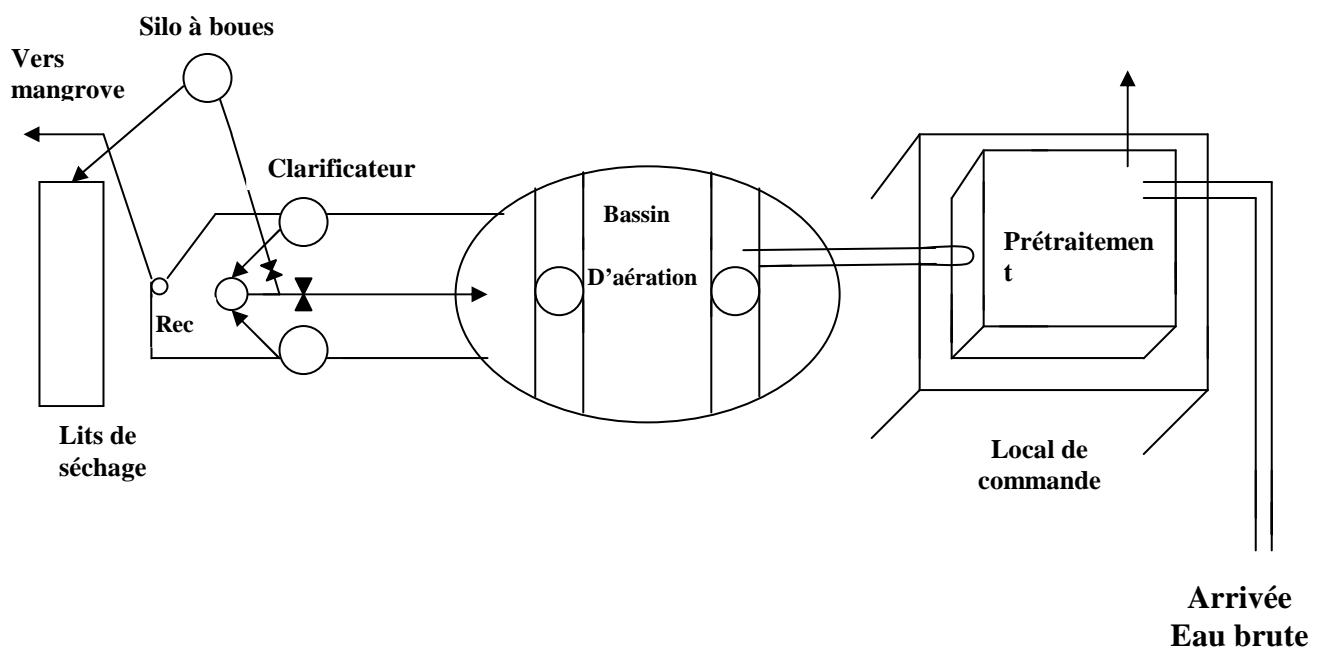 Silo à boues
Vers
mangrove
Clarificateur
Bassin
D'aération
Prétraitemen
t
Rec
Lits de
séchage
Local de
commande
Arrivée
Eau brute